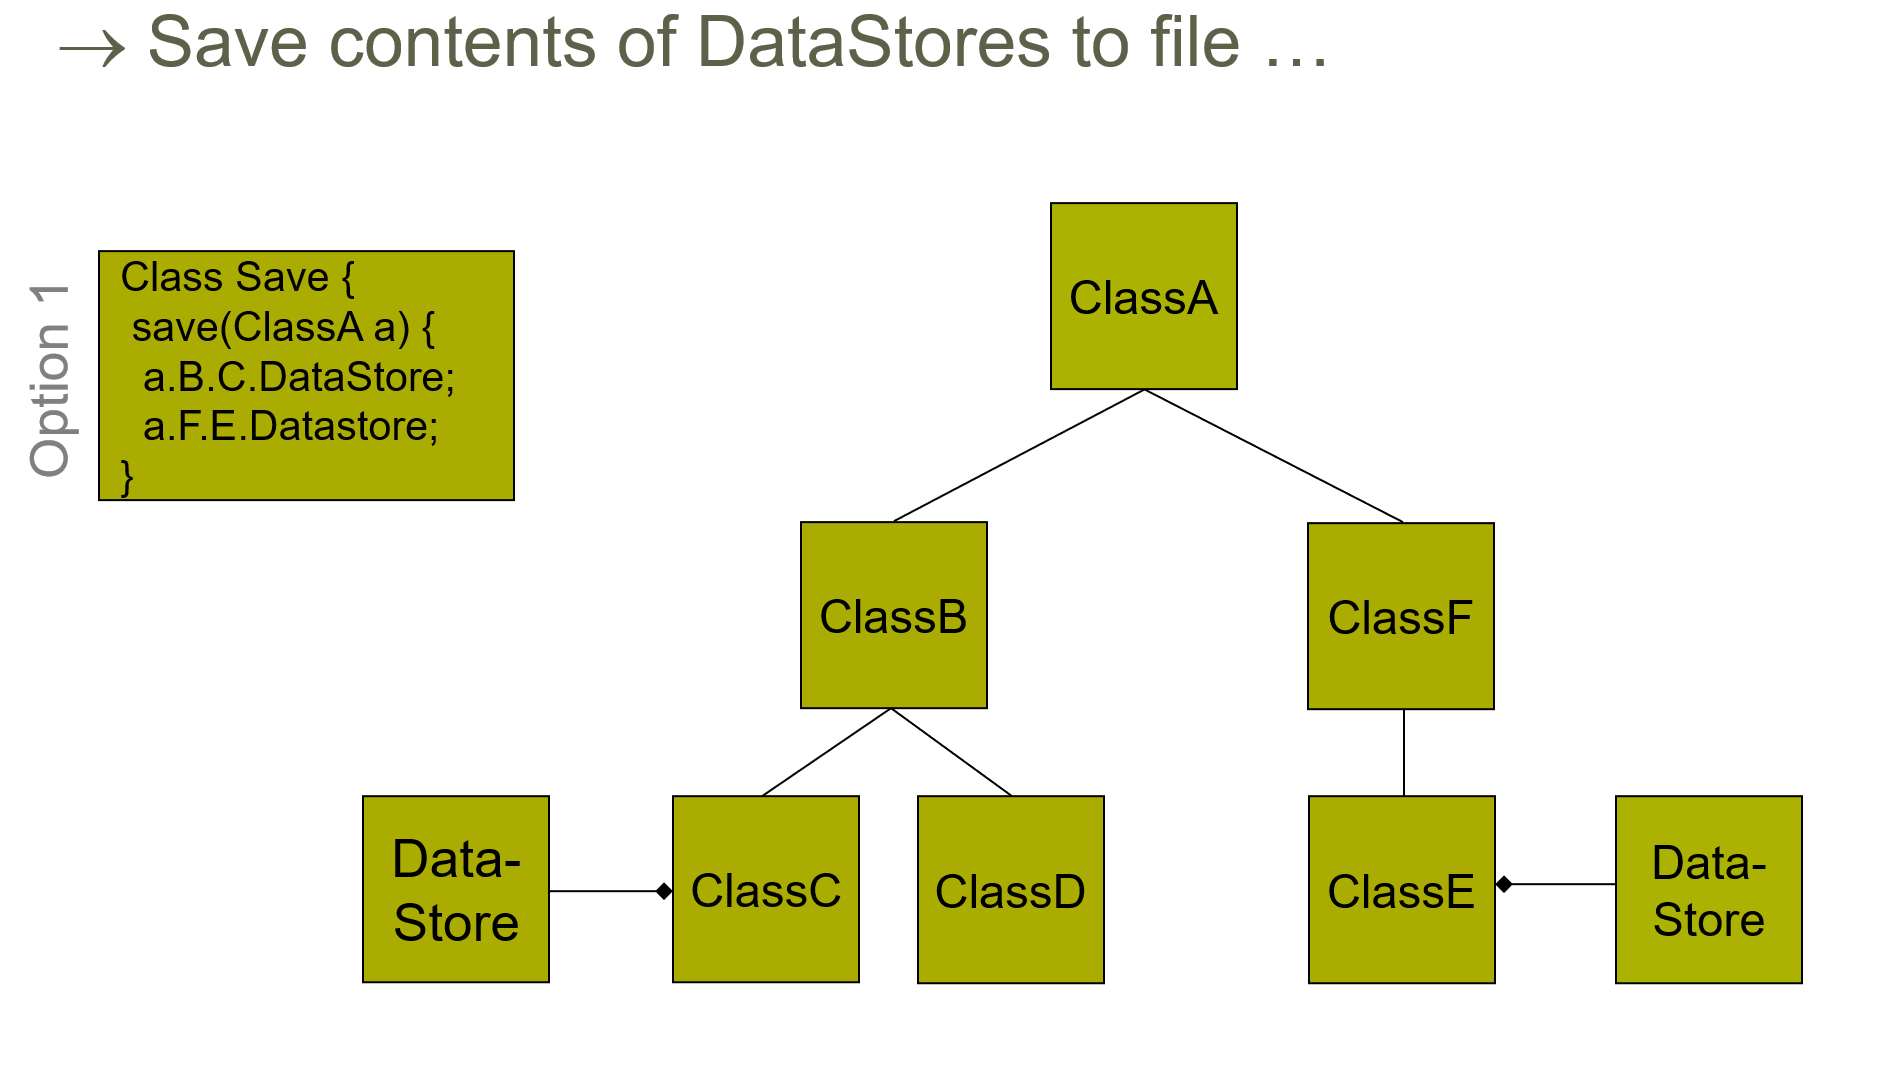 → Save contents of DataStores to file …
Option 1
Class Save {
save(ClassA a) {
a.B.C.DataStore;
a.F.E.Datastore;
}
ClassA
ClassB
ClassF
Data-
Store
ClassC
ClassD
ClassE
Data-
Store